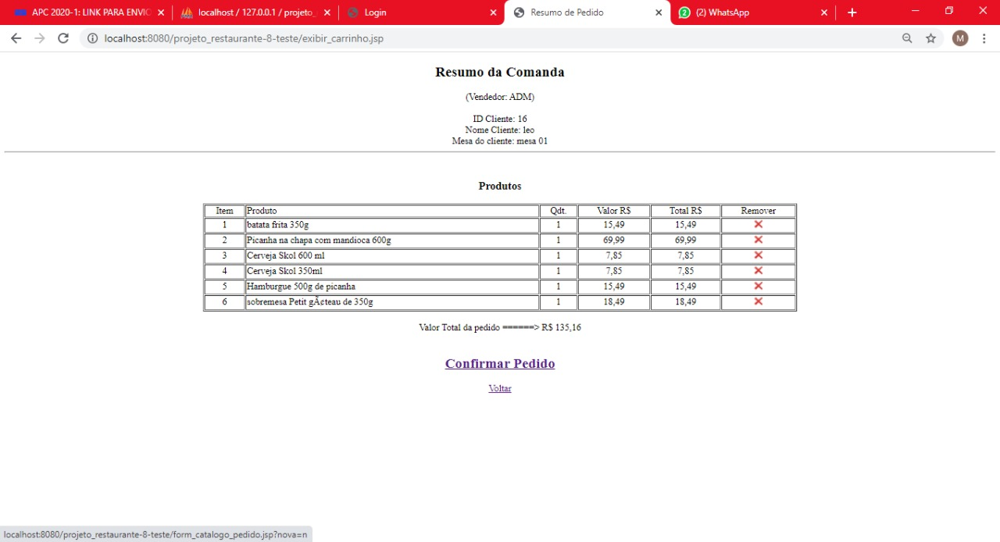 APC 2020-1: LINK PARA ENVIO
localhost / 127.0.0.1 / projeto_
Login
Resumo de Pedido
2
(2) WhatsApp
localhost:8080/projeto_restaurante-8-teste/exibir_carrinho.jsp
M
Resumo da Comanda
(Vendedor: ADM)
ID Cliente: 16
Nome Cliente: leo
Mesa do cliente: mesa 01
Produtos
Item Produto Qdt. Valor R$ Total R$ Remover
1 batata frita 350g 1 15,49 15,49
2 Picanha na chapa com mandioca 600g 1 69,99 69,99
3 Cerveja Skol 600 ml 1 7,85 7,85
4 Cerveja Skol 350ml 1 7,85 7,85
5 Hamburgue 500g de picanha 1 15,49 15,49
6 sobremesa Petit gÃ¢teau de 350g 1 18,49 18,49
Valor Total da pedido ======> R$ 135,16
Confirmar Pedido
Voltar
localhost:8080/projeto_restaurante-8-teste/form_catalogo_pedido.jsp?nova=n